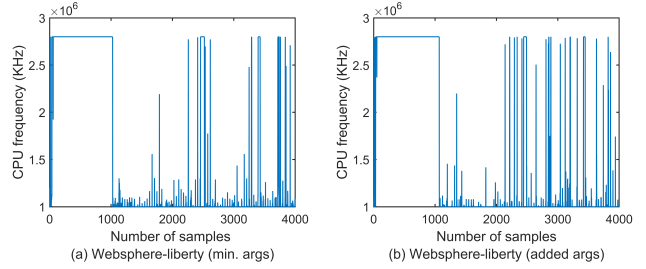 ×10⁶
3
2.5
2
1.5
1
CPU frequency (KHz)
0 1000 2000 3000 4000
Number of samples
(a) Websphere-liberty (min. args)
×10⁶
3
2.5
2
1.5
1
CPU frequency (KHz)
0 1000 2000 3000 4000
Number of samples
(b) Websphere-liberty (added args)